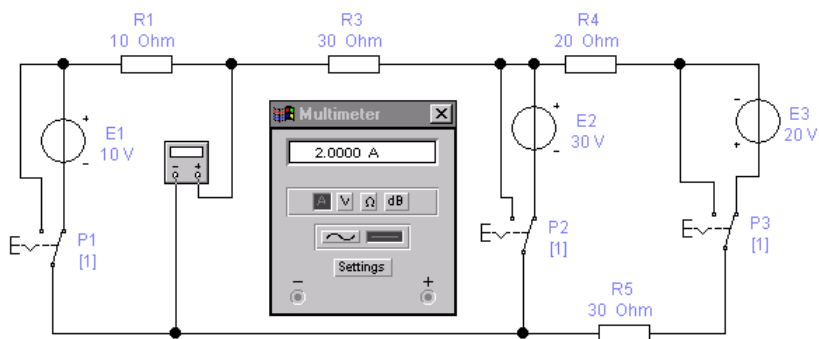 R1
10 Ohm
R3
30 Ohm
R4
20 Ohm
E1
10 V
Multimeter
2.0000 A
A V Ω dB
Settings
− +
− +
E2
30 V
E3
20 V
P1
[1]
P2
[1]
P3
[1]
R5
30 Ohm
+
-
+
-
-
+